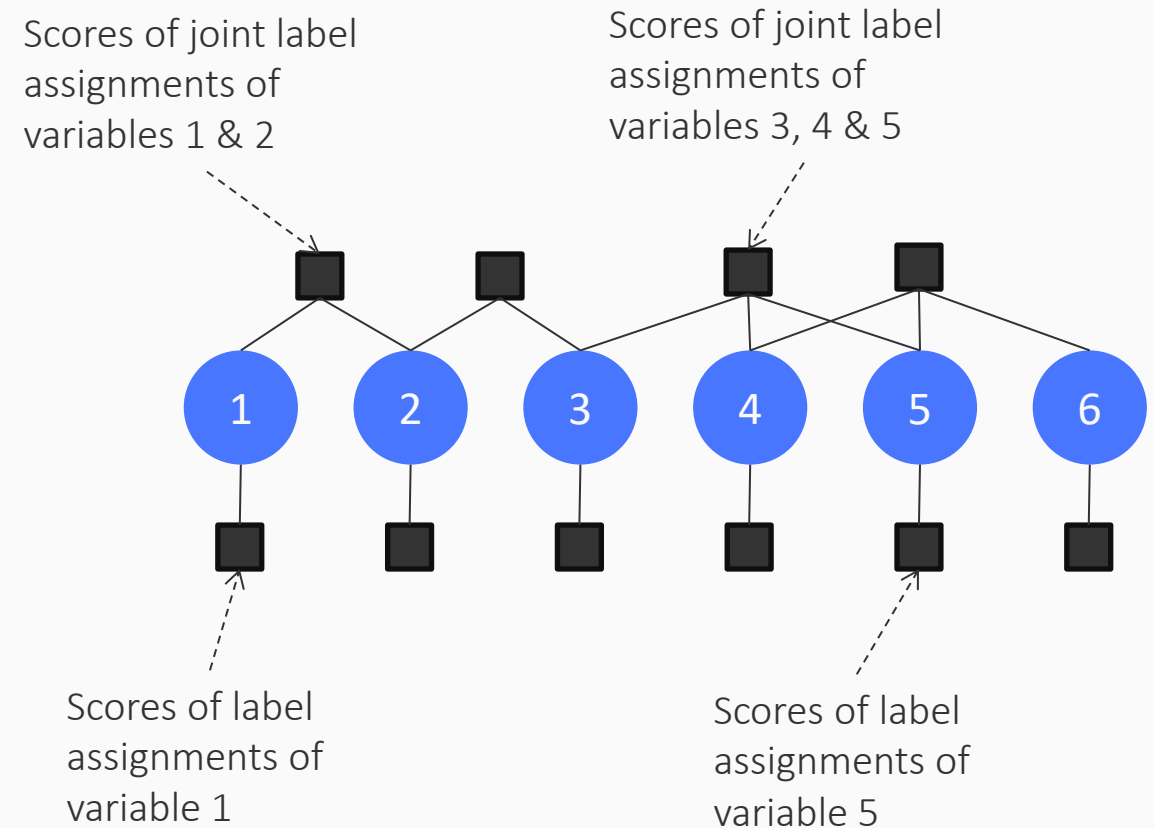 Scores of joint label
assignments of
variables 1 & 2
Scores of joint label
assignments of
variables 3, 4 & 5
1
2
3
4
5
6
Scores of label
assignments of
variable 1
Scores of label
assignments of
variable 5